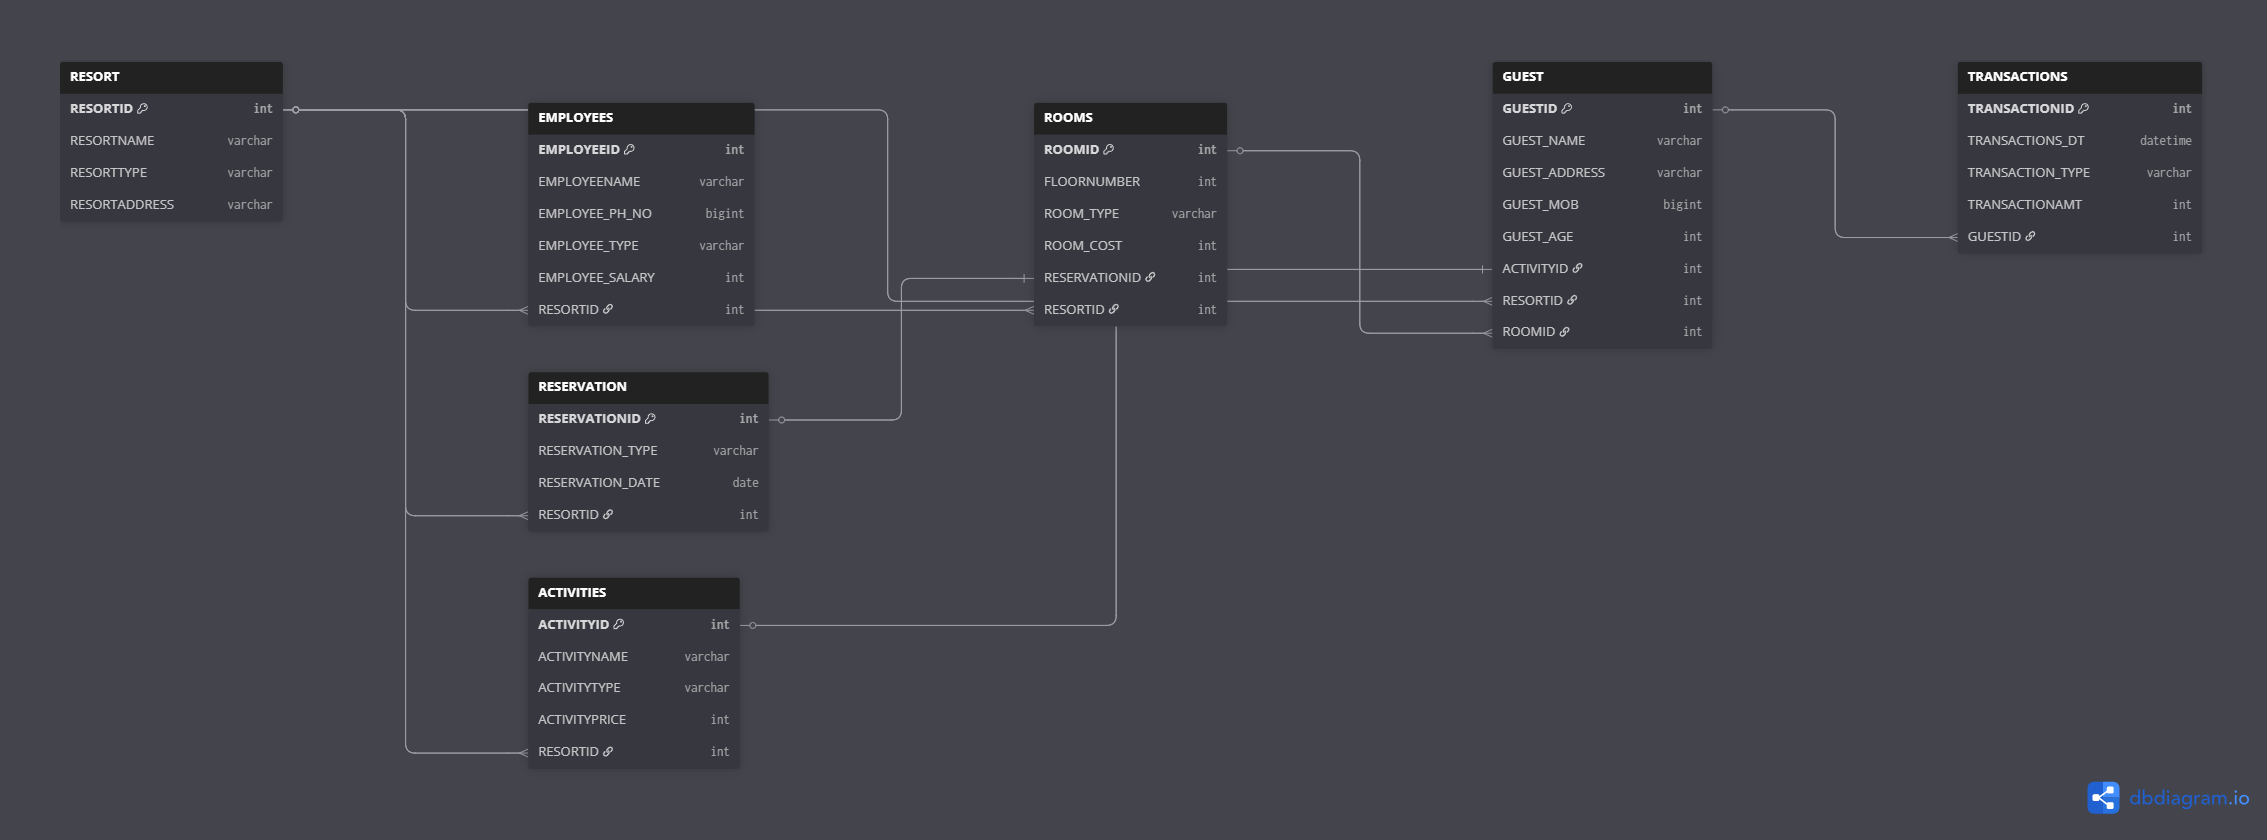 RESORT
RESORTID int
RESORTNAME varchar
RESORTTYPE varchar
RESORTADDRESS varchar
EMPLOYEES
EMPLOYEEID int
EMPLOYEENAME varchar
EMPLOYEE_PH_NO bigint
EMPLOYEE_TYPE varchar
EMPLOYEE_SALARY int
RESORTID int
RESERVATION
RESERVATIONID int
RESERVATION_TYPE varchar
RESERVATION_DATE date
RESORTID int
ACTIVITIES
ACTIVITYID int
ACTIVITYNAME varchar
ACTIVITYTYPE varchar
ACTIVITYPRICE int
RESORTID int
ROOMS
ROOMID int
FLOORNUMBER int
ROOM_TYPE varchar
ROOM_COST int
RESERVATIONID int
RESORTID int
GUEST
GUESTID int
GUEST_NAME varchar
GUEST_ADDRESS varchar
GUEST_MOB bigint
GUEST_AGE int
ACTIVITYID int
RESORTID int
ROOMID int
TRANSACTIONS
TRANSACTIONID int
TRANSACTIONS_DT datetime
TRANSACTION_TYPE varchar
TRANSACTIONAMT int
GUESTID int
dbdiagram.io